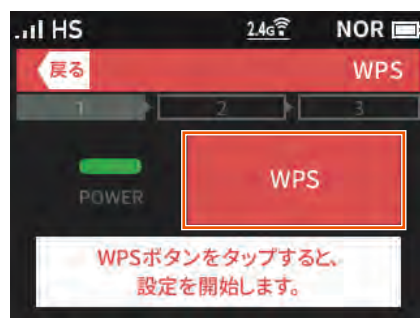 HS 2.4G NOR
戻る WPS
1 2 3
POWER WPS
WPSボタンをタップすると、
設定を開始します。